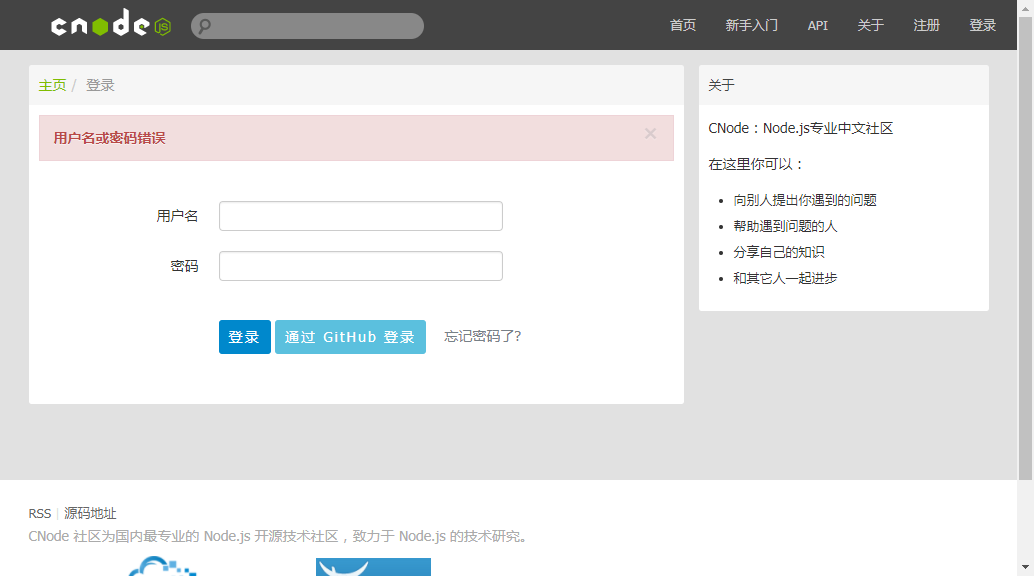 cnode JS
首页 新手入门 API 关于 注册 登录
主页 / 登录
用户名或密码错误 ×
用户名
密码
登录 通过 GitHub 登录 忘记密码了?
关于
CNode：Node.js专业中文社区
在这里你可以：
• 向别人提出你遇到的问题
• 帮助遇到问题的人
• 分享自己的知识
• 和其它人一起进步
RSS | 源码地址
CNode 社区为国内最专业的 Node.js 开源技术社区，致力于 Node.js 的技术研究。